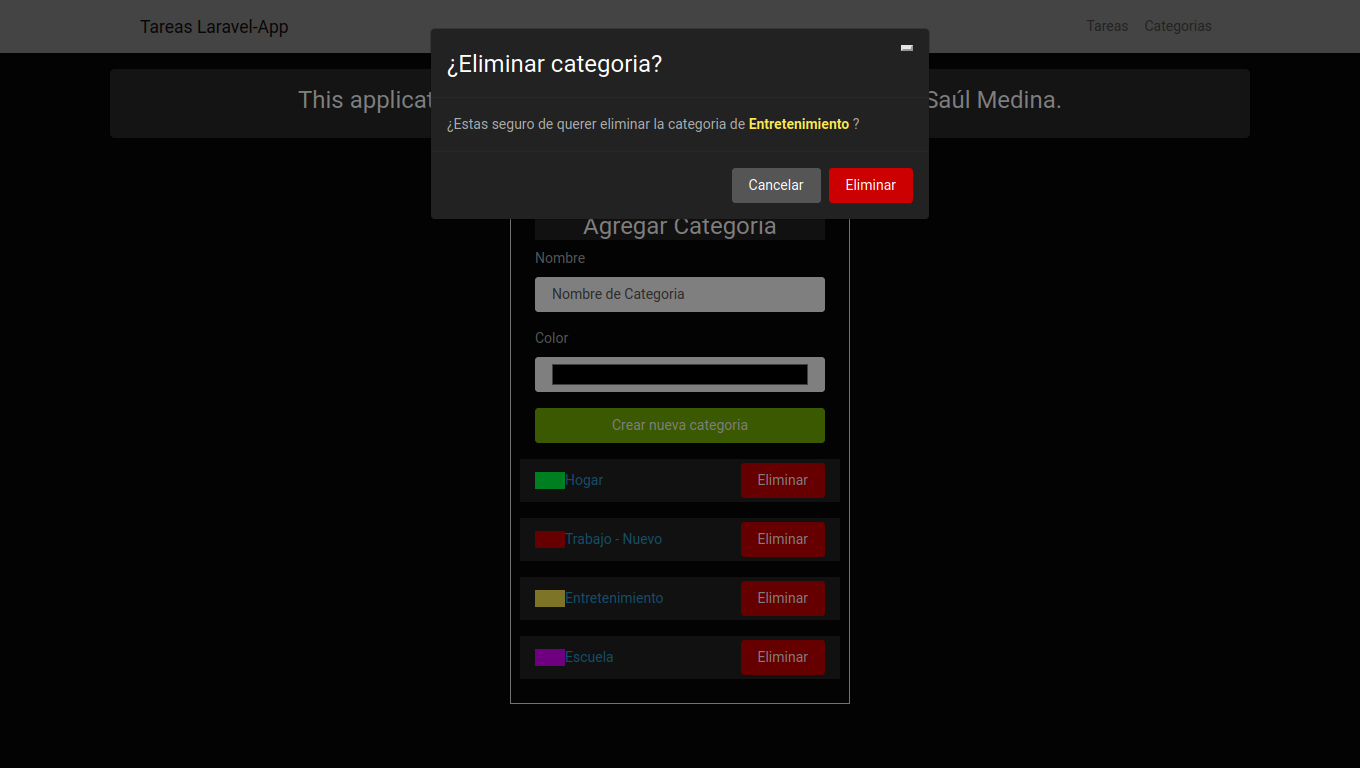 Tareas Laravel-App
Tareas Categorias
¿Eliminar categoria?
This applicat Saúl Medina.
¿Estas seguro de querer eliminar la categoria de Entretenimiento ?
Cancelar Eliminar
Agregar Categoria
Nombre
Nombre de Categoria
Color
Crear nueva categoria
Hogar Eliminar
Trabajo - Nuevo Eliminar
Entretenimiento Eliminar
Escuela Eliminar